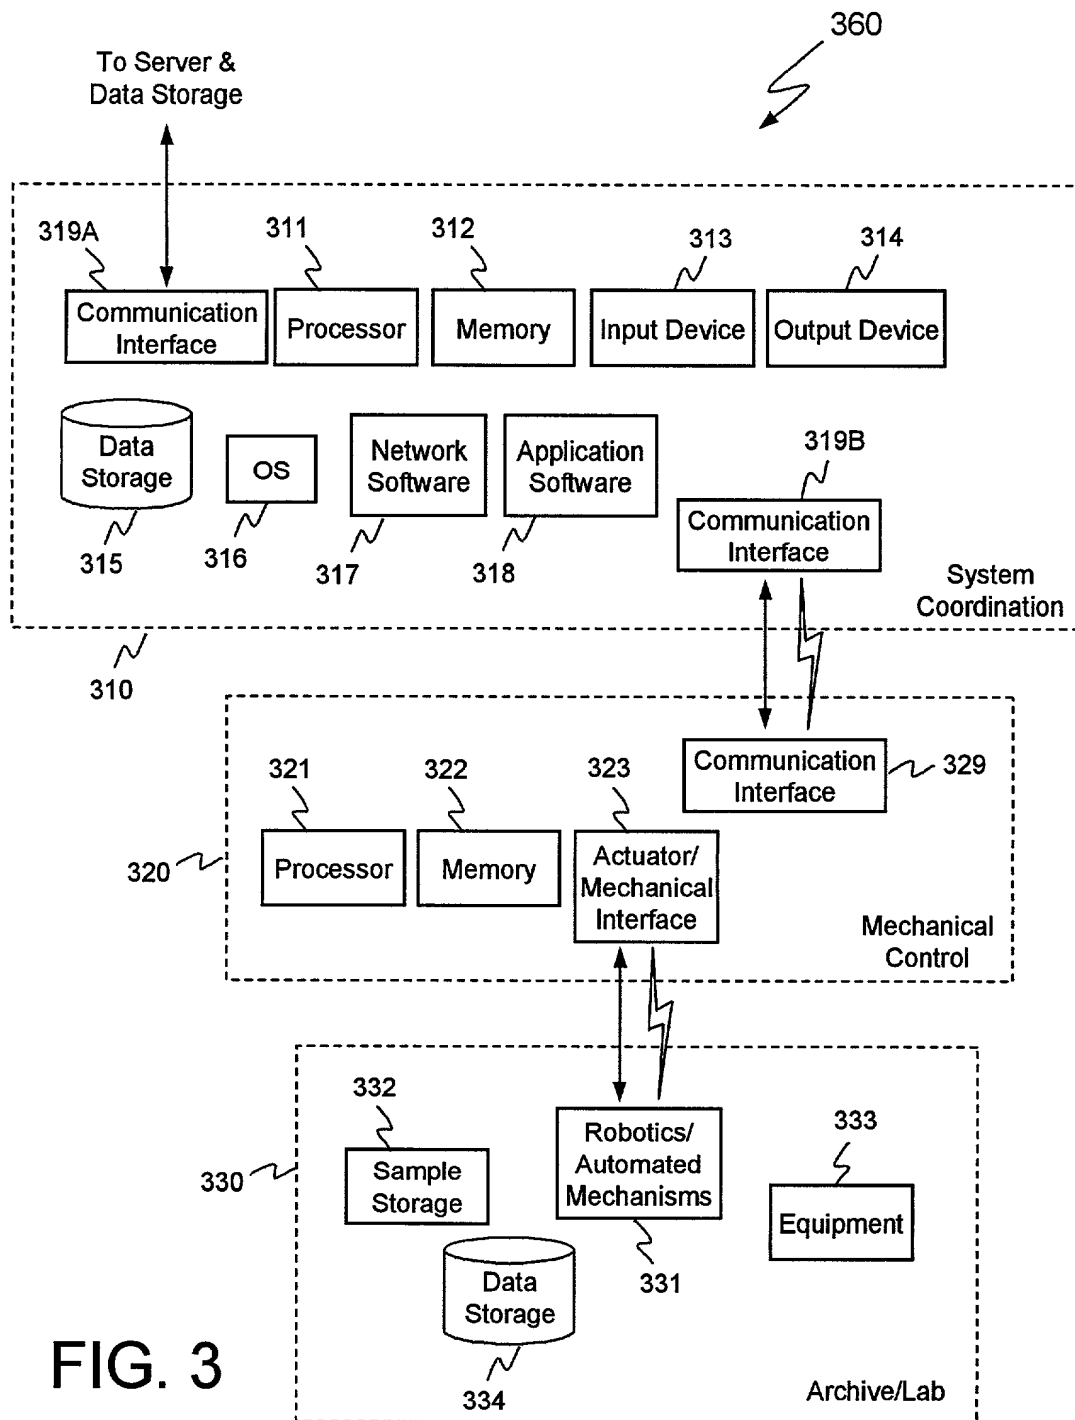 360
To Server &
Data Storage
319A
311
312
313
314
Communication
Interface
Processor
Memory
Input Device
Output Device
Data
Storage
OS
Network
Software
Application
Software
319B
Communication
Interface
315
316
317
318
System
Coordination
310
321
322
323
Communication
Interface
329
320
Processor
Memory
Actuator/
Mechanical
Interface
Mechanical
Control
332
333
330
Sample
Storage
Robotics/
Automated
Mechanisms
Equipment
331
Data
Storage
334
FIG. 3
Archive/Lab